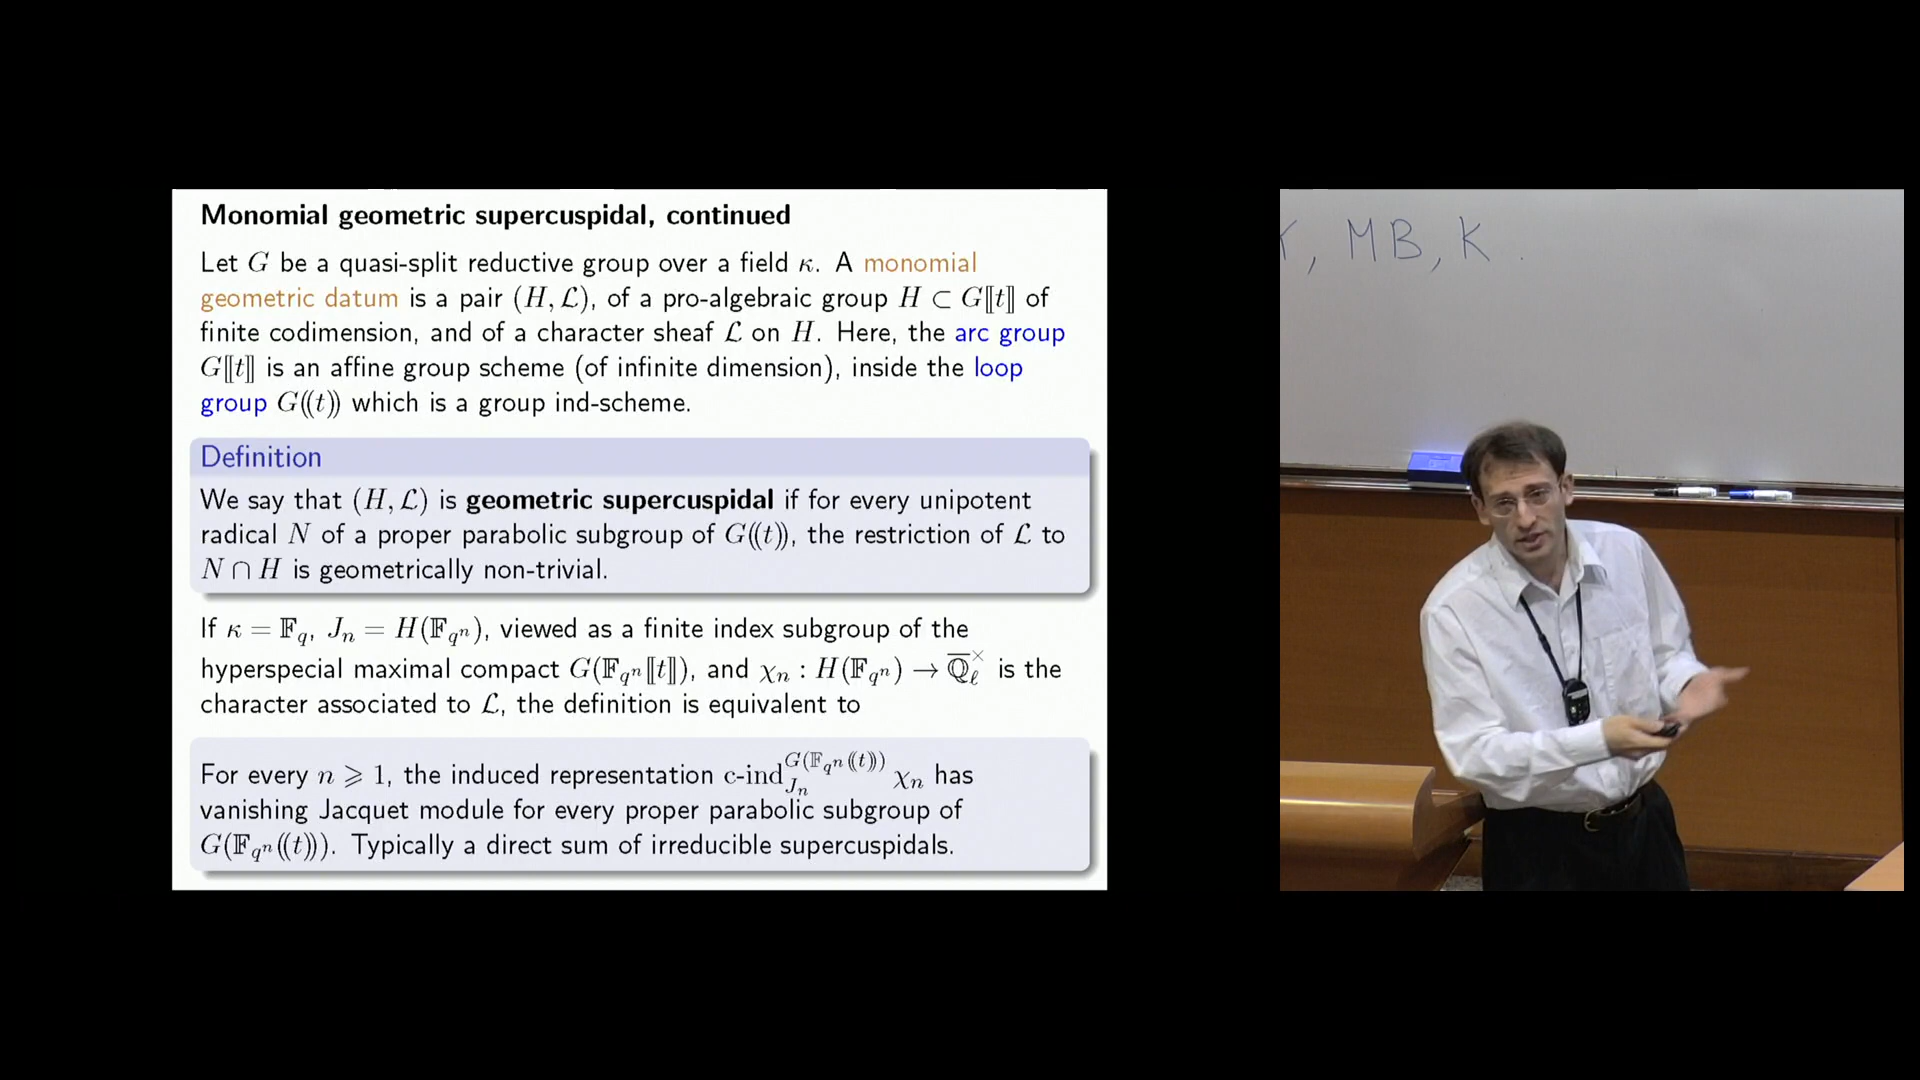 Monomial geometric supercuspidal, continued
Let G be a quasi-split reductive group over a field κ. A monomial
geometric datum is a pair (H, ℒ), of a pro-algebraic group H ⊂ G⟦t⟧ of
finite codimension, and of a character sheaf ℒ on H. Here, the arc group
G⟦t⟧ is an affine group scheme (of infinite dimension), inside the loop
group G((t)) which is a group ind-scheme.
Definition
We say that (H, ℒ) is geometric supercuspidal if for every unipotent
radical N of a proper parabolic subgroup of G((t)), the restriction of ℒ to
N ∩ H is geometrically non-trivial.
If κ = 𝔽_q, J_n = H(𝔽_{q^n}), viewed as a finite index subgroup of the
hyperspecial maximal compact G(𝔽_{q^n}⟦t⟧), and χ_n : H(𝔽_{q^n}) → \overline{ℚ}_ℓ^× is the
character associated to ℒ, the definition is equivalent to
For every n ⩾ 1, the induced representation c-ind_{J_n}^{G(𝔽_{q^n}((t)))} χ_n has
vanishing Jacquet module for every proper parabolic subgroup of
G(𝔽_{q^n}((t))). Typically a direct sum of irreducible supercuspidals.
, MB, K .